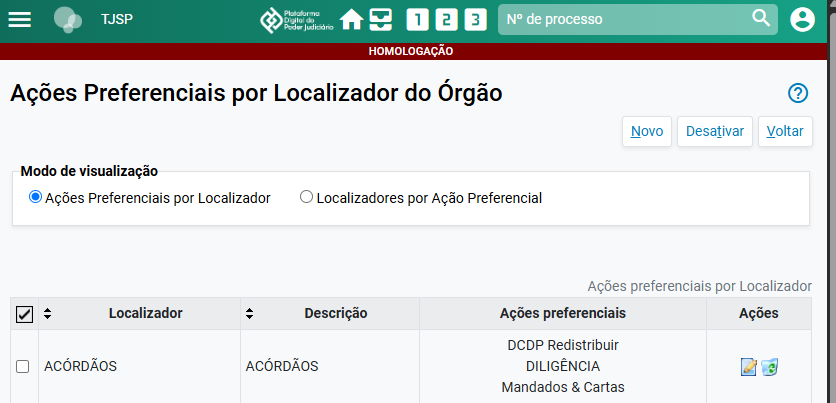 TJSP
Plataforma
Digital do
Poder Judiciário
1 2 3
Nº de processo
HOMOLOGAÇÃO
Ações Preferenciais por Localizador do Órgão
Novo Desativar Voltar
Modo de visualização
Ações Preferenciais por Localizador Localizadores por Ação Preferencial
Ações preferenciais por Localizador
Localizador Descrição Ações preferenciais Ações
ACÓRDÃOS ACÓRDÃOS DCDP Redistribuir
DILIGÊNCIA
Mandados & Cartas